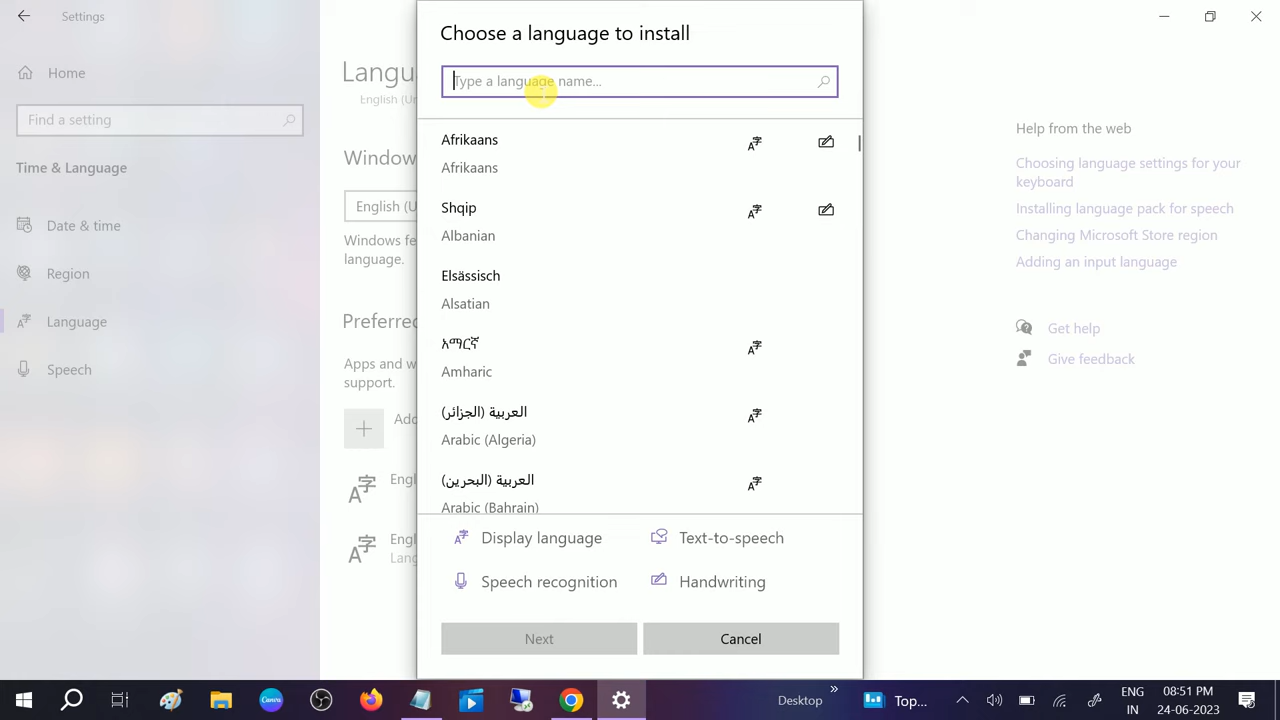 Settings
Home
Find a setting
Time & Language
Date & time
Region
Language
Speech
Langu
English (U
Window
English (U
Windows fe
language.
Preferred
Apps and w
support.
Add
Engl
Engl
Lang
Choose a language to install
Type a language name...
Afrikaans
Afrikaans
Shqip
Albanian
Elsässisch
Alsatian
አማርኛ
Amharic
العربية (الجزائر)
Arabic (Algeria)
العربية (البحرين)
Arabic (Bahrain)
Display language
Text-to-speech
Speech recognition
Handwriting
Next
Cancel
Help from the web
Choosing language settings for your
keyboard
Installing language pack for speech
Changing Microsoft Store region
Adding an input language
Get help
Give feedback
Canva
Desktop
Top...
ENG
IN
08:51 PM
24-06-2023